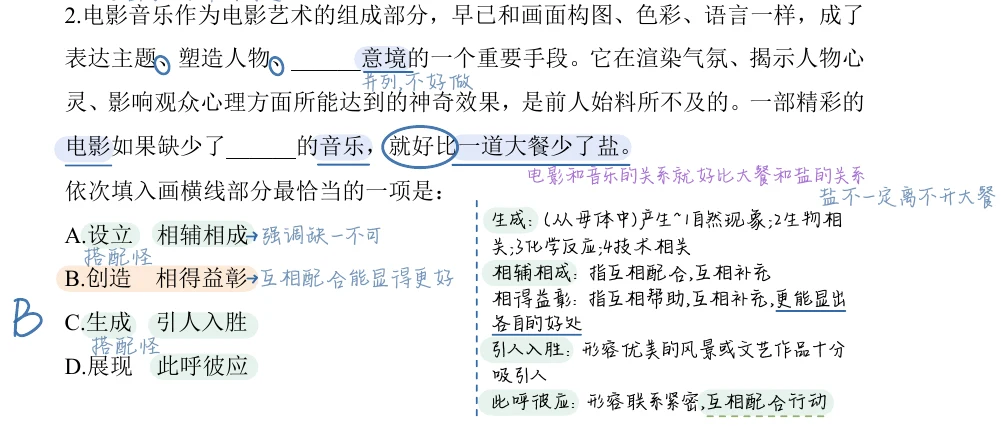 2.电影音乐作为电影艺术的组成部分，早已和画面构图、色彩、语言一样，成了
表达主题、塑造人物、______意境的一个重要手段。它在渲染气氛、揭示人物心
并列,不好做
灵、影响观众心理方面所能达到的神奇效果，是前人始料所不及的。一部精彩的
电影如果缺少了______的音乐，就好比一道大餐少了盐。
电影和音乐的关系就好比大餐和盐的关系
盐不一定离不开大餐
依次填入画横线部分最恰当的一项是：
A.设立 相辅相成→强调缺一不可
搭配怪
B.创造 相得益彰→互相配合能显得更好
B
C.生成 引人入胜
搭配怪
D.展现 此呼彼应
生成：(从母体中)产生~1自然现象;2生物相
关;3化学反应;4技术相关
相辅相成：指互相配合,互相补充
相得益彰：指互相帮助,互相补充,更能显出
各自的好处
引人入胜：形容优美的风景或文艺作品十分
吸引人
此呼彼应：形容联系紧密,互相配合行动